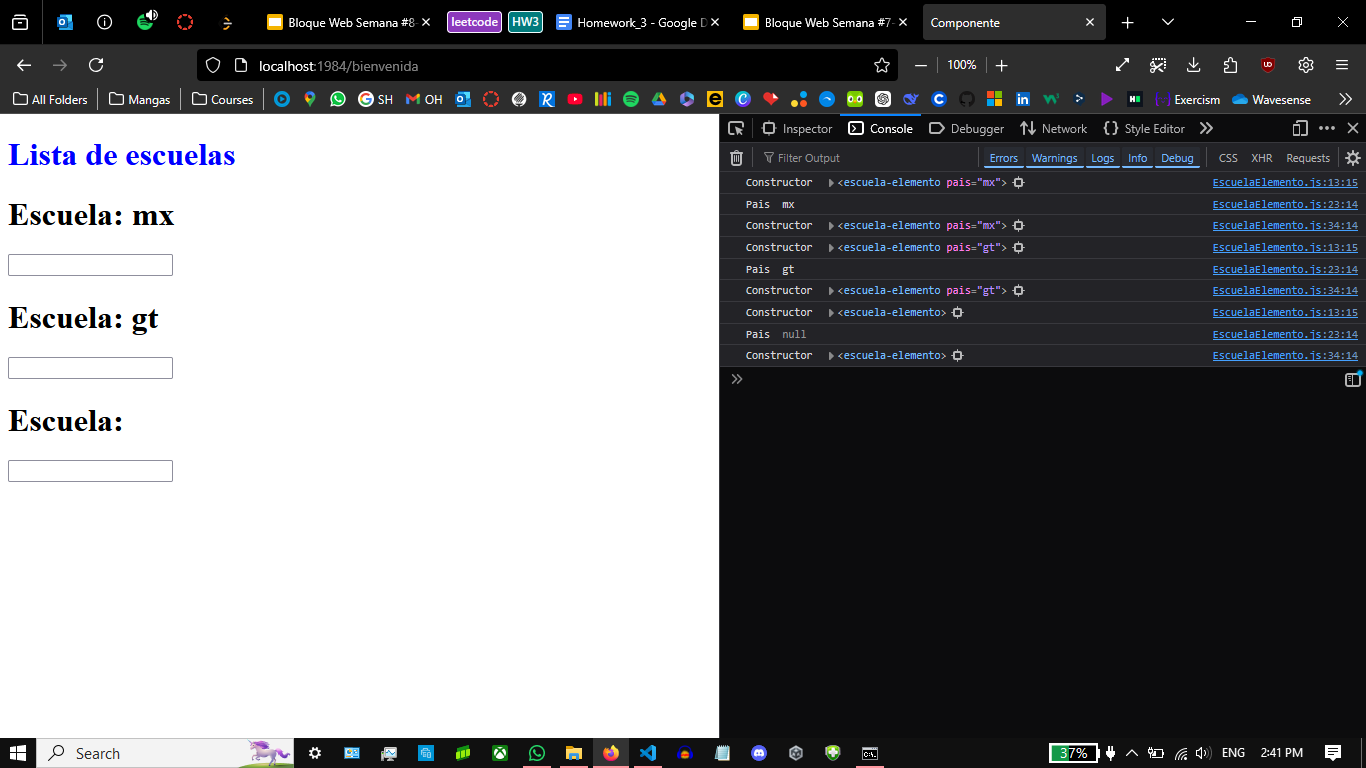 Bloque Web Semana #8-
leetcode
HW3
Homework_3 - Google D
Bloque Web Semana #7-
Componente
localhost:1984/bienvenida
100%
All Folders
Mangas
Courses
SH
OH
Exercism
Wavesense
Lista de escuelas
Escuela: mx
Escuela: gt
Escuela:
Inspector
Console
Debugger
Network
Style Editor
Filter Output
Errors
Warnings
Logs
Info
Debug
CSS
XHR
Requests
Constructor <escuela-elemento pais="mx"> EscuelaElemento.js:13:15
Pais mx EscuelaElemento.js:23:14
Constructor <escuela-elemento pais="mx"> EscuelaElemento.js:34:14
Constructor <escuela-elemento pais="gt"> EscuelaElemento.js:13:15
Pais gt EscuelaElemento.js:23:14
Constructor <escuela-elemento pais="gt"> EscuelaElemento.js:34:14
Constructor <escuela-elemento> EscuelaElemento.js:13:15
Pais null EscuelaElemento.js:23:14
Constructor <escuela-elemento> EscuelaElemento.js:34:14
Search
37%
ENG
2:41 PM